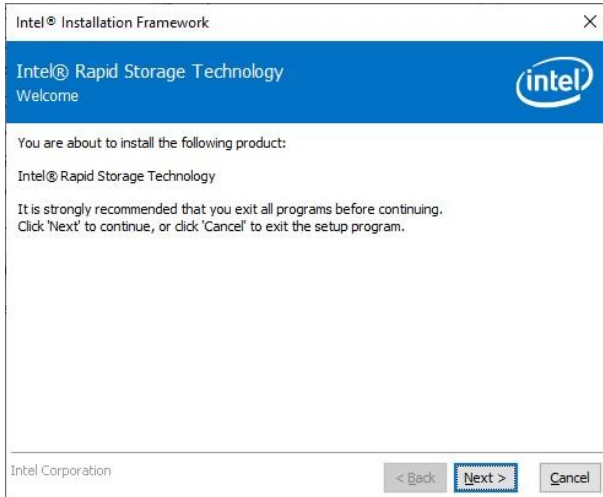 Intel® Installation Framework
Intel® Rapid Storage Technology
intel
Welcome
You are about to install the following product:
Intel® Rapid Storage Technology
It is strongly recommended that you exit all programs before continuing.
Click 'Next' to continue, or click 'Cancel' to exit the setup program.
Intel Corporation
< Back
Next >
Cancel